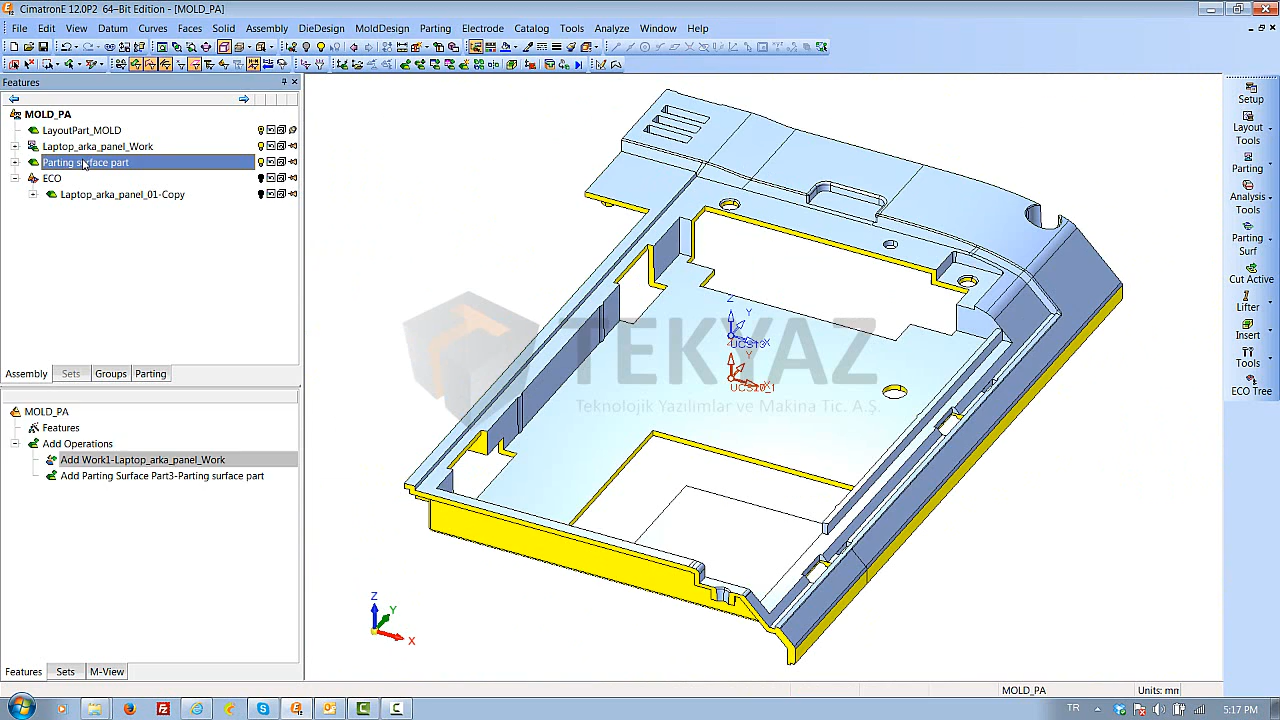 CimatronE 12.0P2 64-Bit Edition - [MOLD_PA]
File Edit View Datum Curves Faces Solid Assembly DieDesign MoldDesign Parting Electrode Catalog Tools Analyze Window Help
Features
MOLD_PA
LayoutPart_MOLD
Laptop_arka_panel_Work
Parting surface part
ECO
Laptop_arka_panel_01-Copy
Assembly Sets Groups Parting
MOLD_PA
Features
Add Operations
Add Work1-Laptop_arka_panel_Work
Add Parting Surface Part3-Parting surface part
Features Sets M-View
TEKYAZ
Teknolojik Yazılımlar ve Makina Tic. A.Ş.
Z
Y
X
Z
Y
X
Setup
Layout
Tools
Parting
Analysis
Tools
Parting
Surf
Cut Active
Lifter
Insert
Tools
ECO Tree
MOLD_PA
Units: mm
TR
5:17 PM